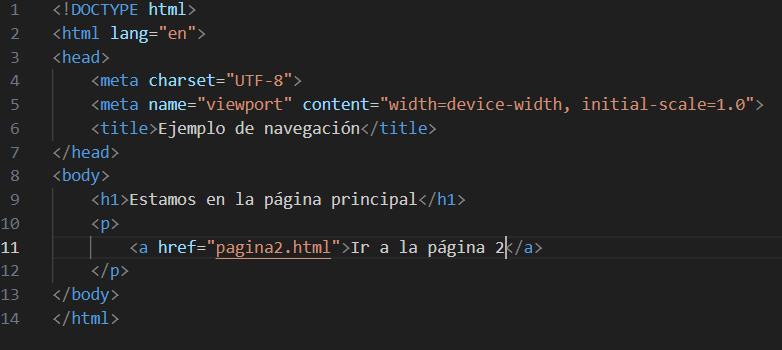 1 <!DOCTYPE html>
2 <html lang="en">
3 <head>
4     <meta charset="UTF-8">
5     <meta name="viewport" content="width=device-width, initial-scale=1.0">
6     <title>Ejemplo de navegación</title>
7 </head>
8 <body>
9     <h1>Estamos en la página principal</h1>
10     <p>
11         <a href="pagina2.html">Ir a la página 2</a>
12     </p>
13 </body>
14 </html>